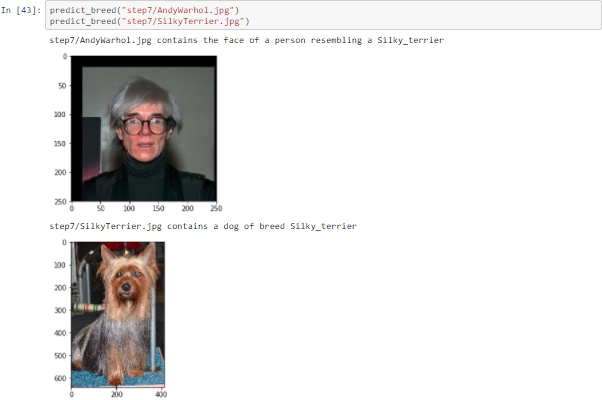 In [43]: predict_breed("step7/AndyWarhol.jpg")
predict_breed("step7/SilkyTerrier.jpg")
step7/AndyWarhol.jpg contains the face of a person resembling a Silky_terrier
0
50
100
150
200
250
0 50 100 150 200 250
step7/SilkyTerrier.jpg contains a dog of breed Silky_terrier
0
100
200
300
400
500
600
0 200 400